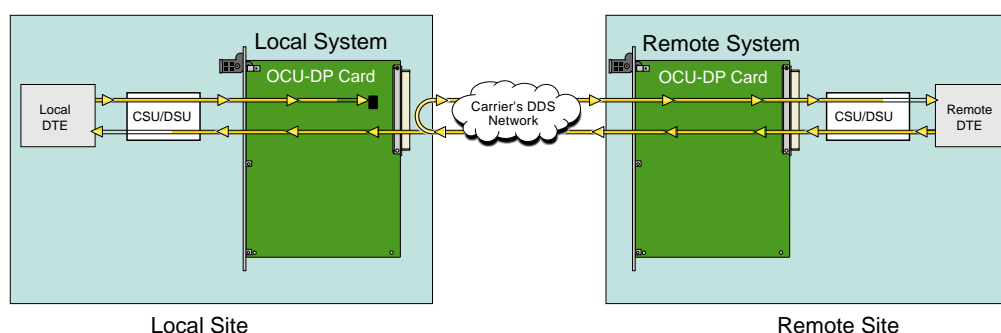 Local System
Remote System
OCU-DP Card
OCU-DP Card
Local
DTE
CSU/DSU
Carrier's DDS
Network
CSU/DSU
Remote
DTE
Local Site
Remote Site